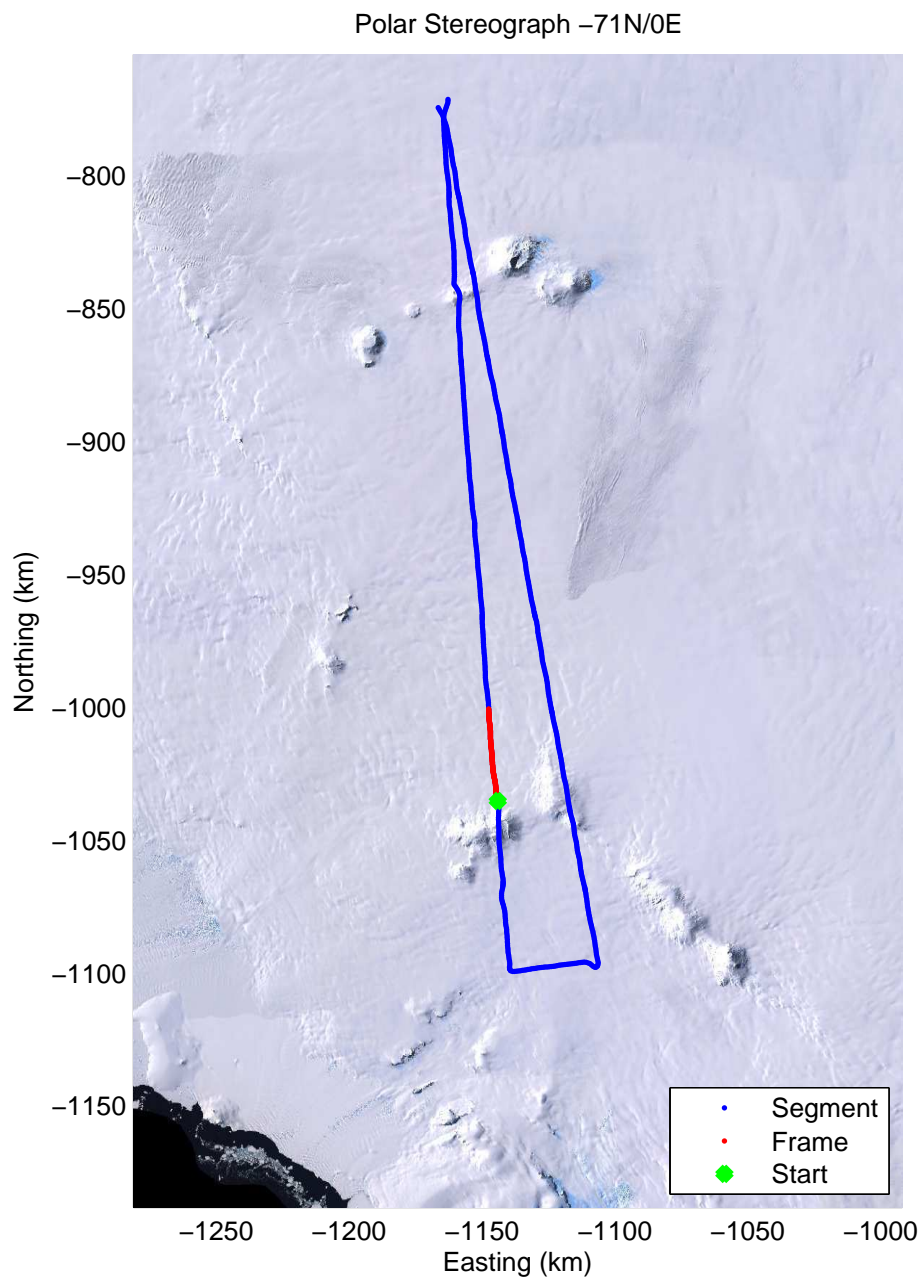 Polar Stereograph −71N/0E
−800
−850
−900
−950
−1000
−1050
−1100
−1150
Northing (km)
Segment
Frame
Start
−1250 −1200 −1150 −1100 −1050 −1000
Easting (km)